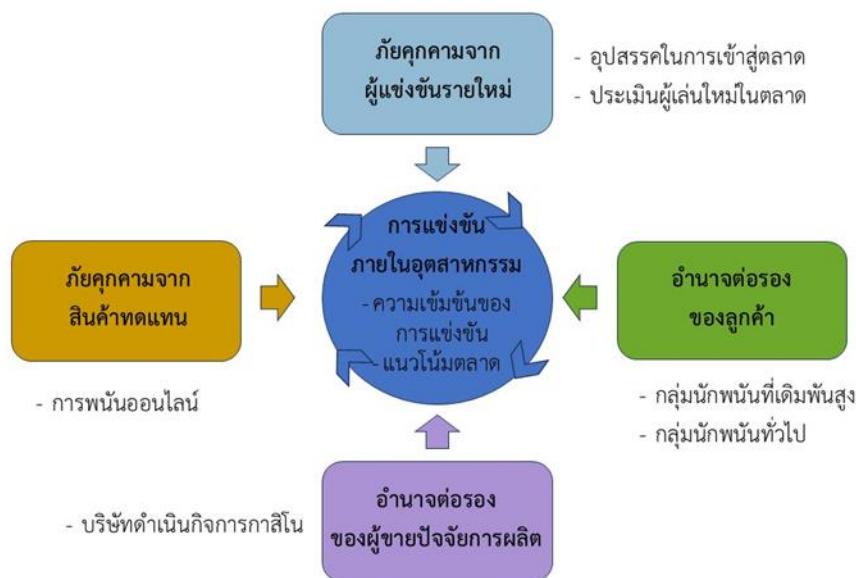 ภัยคุกคามจาก
ผู้แข่งขันรายใหม่
- อุปสรรคในการเข้าสู่ตลาด
- ประเมินผู้เล่นใหม่ในตลาด
การแข่งขัน
ภายในอุตสาหกรรม
- ความเข้มข้นของ
การแข่งขัน
- แนวโน้มตลาด
ภัยคุกคามจาก
สินค้าทดแทน
- การพนันออนไลน์
อำนาจต่อรอง
ของลูกค้า
- กลุ่มนักพนันที่เดิมพันสูง
- กลุ่มนักพนันทั่วไป
อำนาจต่อรอง
ของผู้ขายปัจจัยการผลิต
- บริษัทดำเนินกิจการกาสิโน